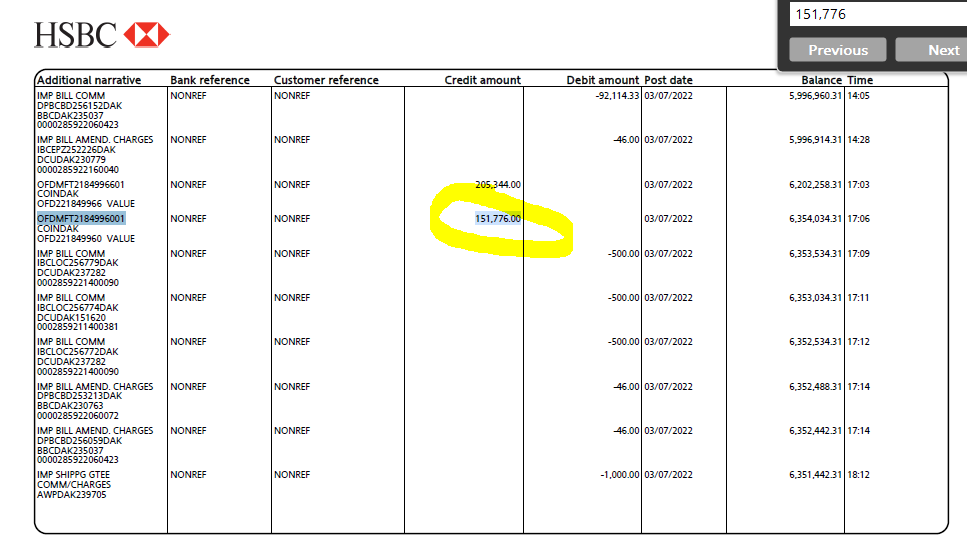 151,776
Previous Next
HSBC
Additional narrative Bank reference Customer reference Credit amount Debit amount Post date Balance Time
IMP BILL COMM NONREF NONREF -92,114.33 03/07/2022 5,996,960.31 14:05
DPBCBD256152DAK
BBCDAK235037
0000285922060423
IMP BILL AMEND. CHARGES NONREF NONREF -46.00 03/07/2022 5,996,914.31 14:28
IBCEPZ252226DAK
DCUDAK230779
0000285922160040
OFDMFT2184996601 NONREF NONREF 205,344.00 03/07/2022 6,202,258.31 17:03
COINDAK
OFD221849966 VALUE
OFDMFT2184996001 NONREF NONREF 151,776.00 03/07/2022 6,354,034.31 17:06
COINDAK
OFD221849960 VALUE
IMP BILL COMM NONREF NONREF -500.00 03/07/2022 6,353,534.31 17:09
IBCLOC256779DAK
DCUDAK237282
0002859221400090
IMP BILL COMM NONREF NONREF -500.00 03/07/2022 6,353,034.31 17:11
IBCLOC256774DAK
DCUDAK151620
0002859211400381
IMP BILL COMM NONREF NONREF -500.00 03/07/2022 6,352,534.31 17:12
IBCLOC256772DAK
DCUDAK237282
0002859221400090
IMP BILL AMEND. CHARGES NONREF NONREF -46.00 03/07/2022 6,352,488.31 17:14
DPBCBD253213DAK
BBCDAK230763
0000285922060072
IMP BILL AMEND. CHARGES NONREF NONREF -46.00 03/07/2022 6,352,442.31 17:14
DPBCBD256059DAK
BBCDAK235037
0000285922060423
IMP SHIPPG GTEE NONREF NONREF -1,000.00 03/07/2022 6,351,442.31 18:12
COMM/CHARGES
AWPDAK239705